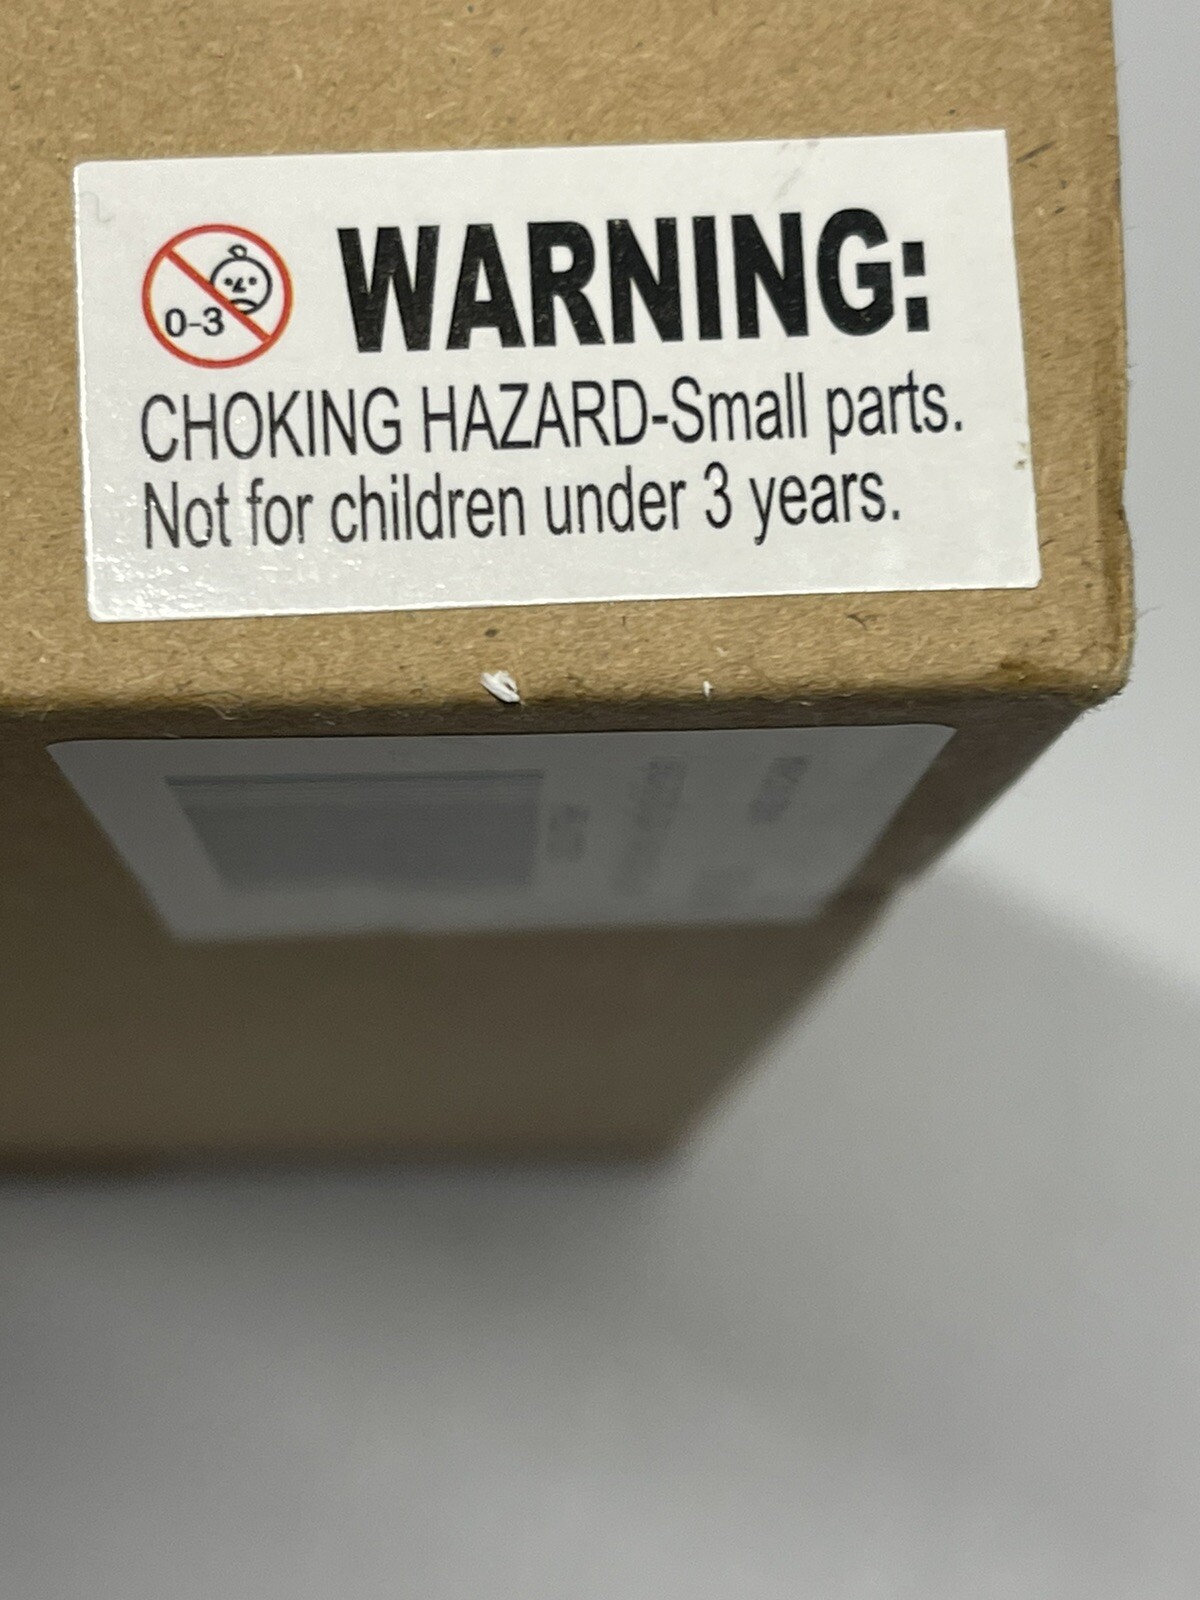 0-3
WARNING:
CHOKING HAZARD-Small parts.
Not for children under 3 years.